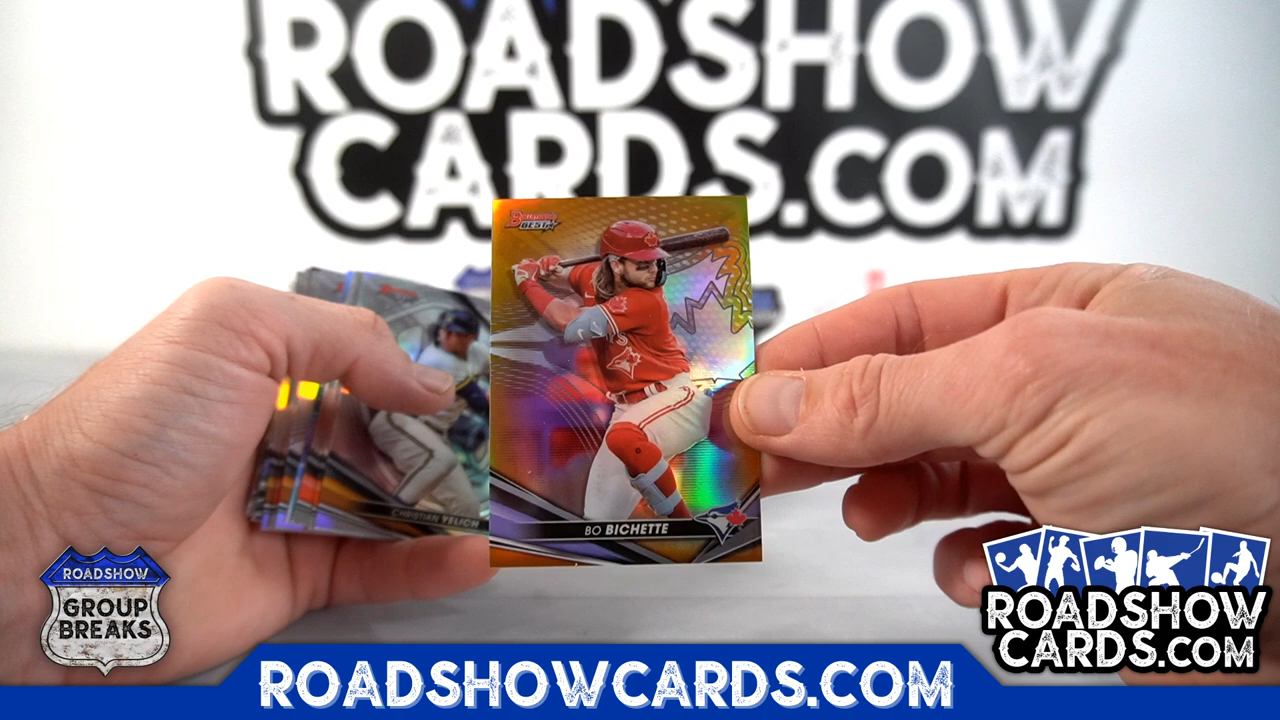 ROADSHOW
CARDS.COM
BOWMAN'S
BEST
BO BICHETTE
CHRISTIAN YELICH
ROADSHOW
GROUP
BREAKS
ROADSHOW
CARDS.COM
ROADSHOWCARDS.COM